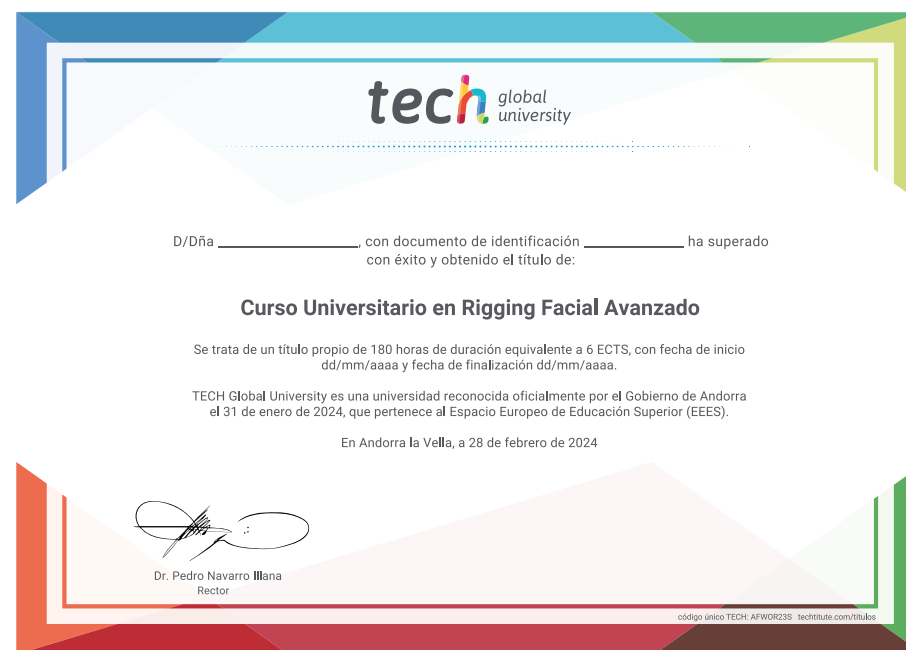 tech global university
D/Dña ____________________, con documento de identificación ______________ ha superado
con éxito y obtenido el título de:
Curso Universitario en Rigging Facial Avanzado
Se trata de un título propio de 180 horas de duración equivalente a 6 ECTS, con fecha de inicio
dd/mm/aaaa y fecha de finalización dd/mm/aaaa.
TECH Global University es una universidad reconocida oficialmente por el Gobierno de Andorra
el 31 de enero de 2024, que pertenece al Espacio Europeo de Educación Superior (EEES).
En Andorra la Vella, a 28 de febrero de 2024
Dr. Pedro Navarro Illana
Rector
código único TECH: AFWOR23S techtitute.com/titulos